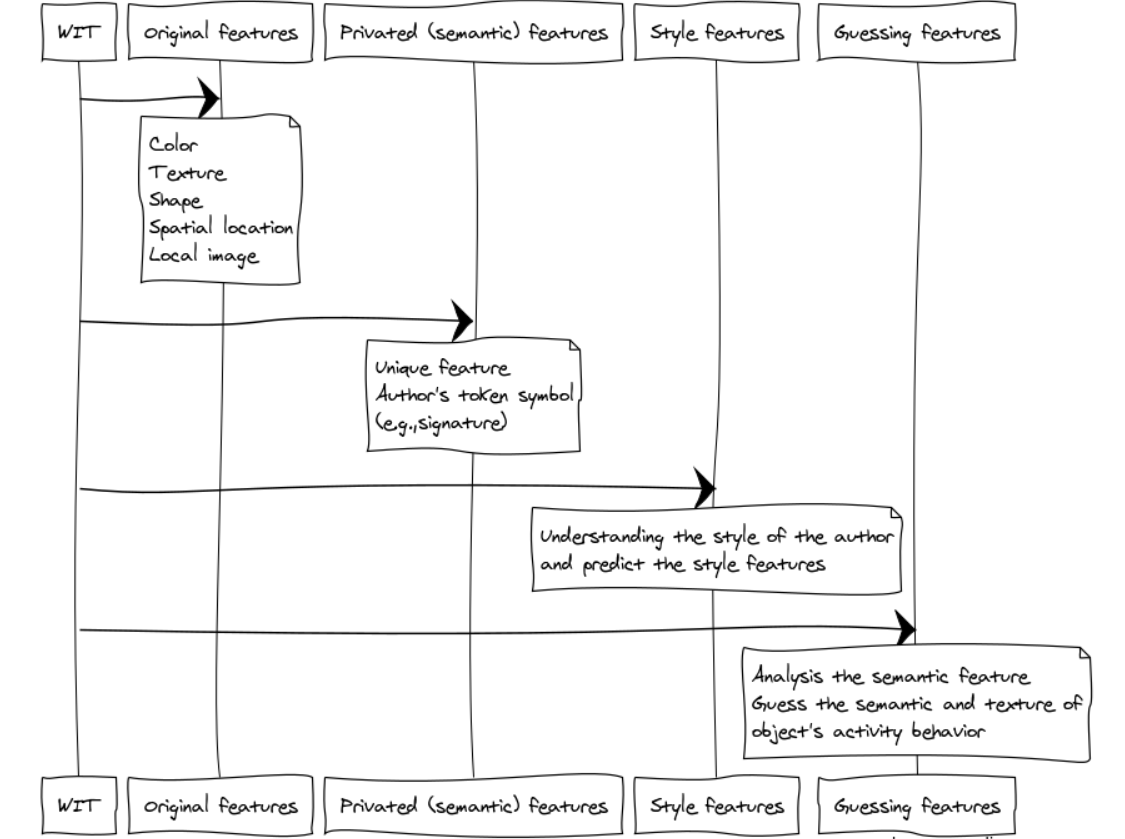 WIT
Original features
Privated (semantic) features
Style features
Guessing features
Color
Texture
Shape
Spatial location
Local image
Unique feature
Author's token symbol
(e.g.,signature)
Understanding the style of the author
and predict the style features
Analysis the semantic feature
Guess the semantic and texture of
object's activity behavior
WIT
Original features
Privated (semantic) features
Style features
Guessing features